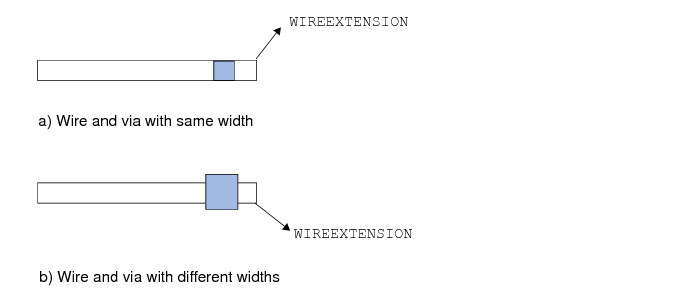 WIREEXTENSION
a) Wire and via with same width
WIREEXTENSION
b) Wire and via with different widths